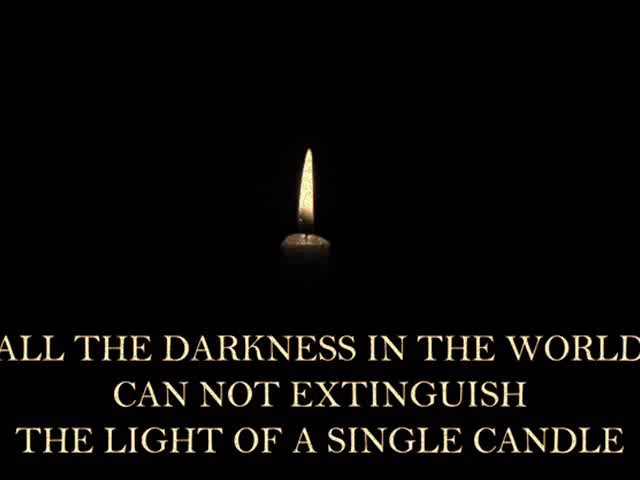 ALL THE DARKNESS IN THE WORLD
CAN NOT EXTINGUISH
THE LIGHT OF A SINGLE CANDLE